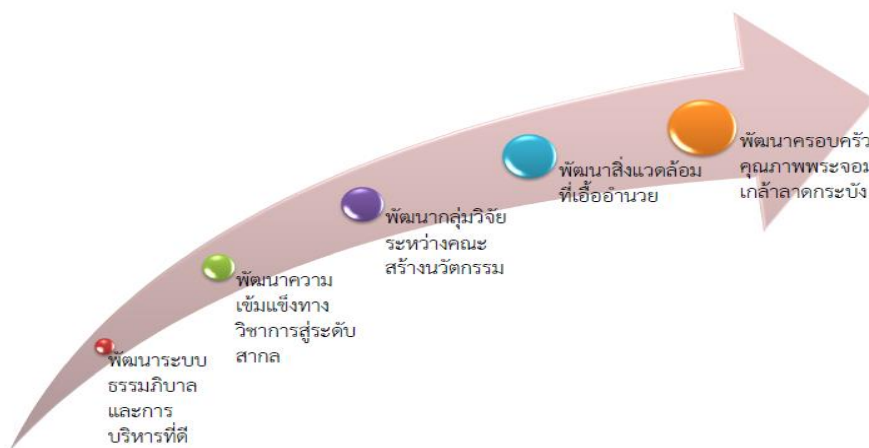 พัฒนาระบบ
ธรรมภิบาล
และการ
บริหารที่ดี
พัฒนาความ
เข้มแข็งทาง
วิชาการสู่ระดับ
สากล
พัฒนากลุ่มวิจัย
ระหว่างคณะ
สร้างนวัตกรรม
พัฒนาสิ่งแวดล้อม
ที่เอื้ออำนวย
พัฒนาครอบครัว
คุณภาพพระจอม
เกล้าลาดกระบัง